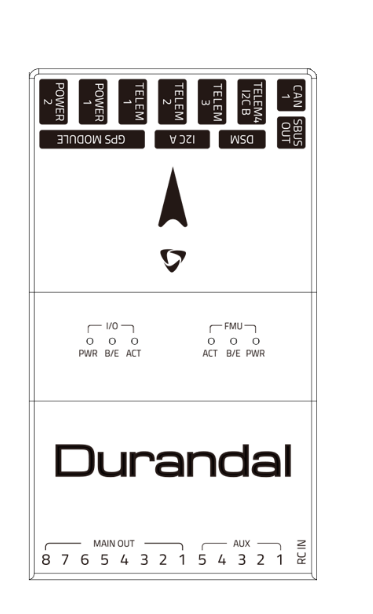 POWER 2
POWER 1
TELEM 1
TELEM 2
TELEM 3
TELEM4 I2C B
CAN 1
GPS MODULE
I2C A
DSM
SBUS OUT
I/O
FMU
PWR B/E ACT
ACT B/E PWR
Durandal
MAIN OUT
AUX
8 7 6 5 4 3 2 1
5 4 3 2 1
RC IN